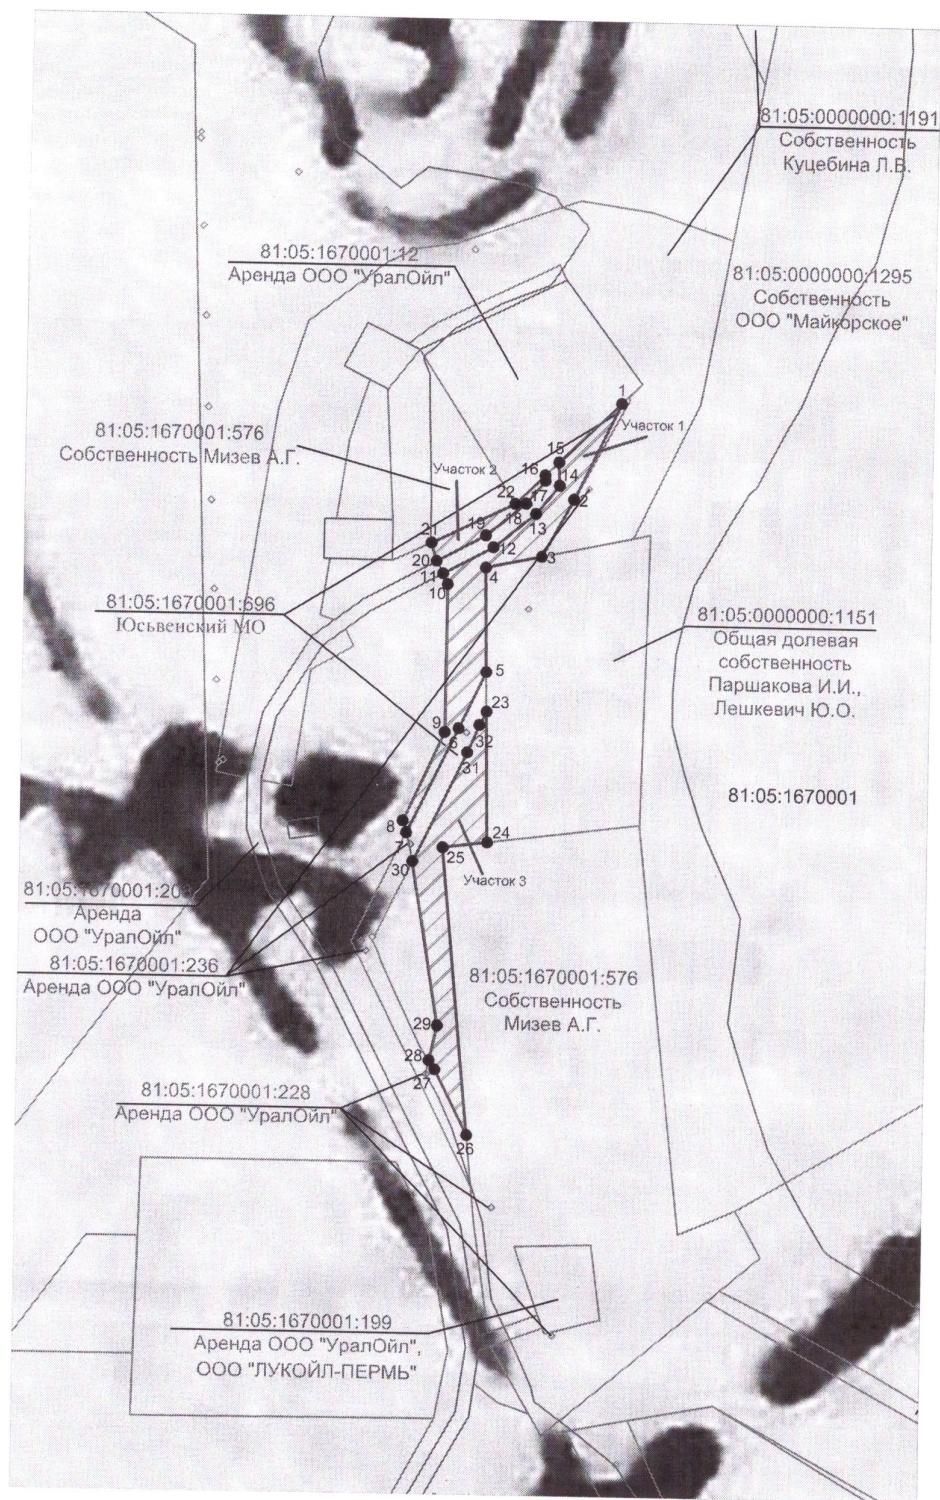 81:05:0000000:1191
Собственность
Куцебина Л.В.
81:05:1670001:12
Аренда ООО "УралОйл"
81:05:0000000:1295
Собственность
ООО "Майкорское"
1
Участок 1
81:05:1670001:576
Собственность Мизев А.Г.
Участок 2
15
16
14
2
22
17
18
13
21
19
12
3
20
11
4
10
81:05:1670001:696
Юсьвенский МО
81:05:0000000:1151
Общая долевая
собственность
Паршакова И.И.,
Лешкевич Ю.О.
5
23
9
6
32
31
81:05:1670001
8
7
24
25
30
Участок 3
Аренда
ООО "УралОйл"
81:05:1670001:236
Аренда ООО "УралОйл"
81:05:1670001:576
Собственность
Мизев А.Г.
29
28
27
81:05:1670001:228
Аренда ООО "УралОйл"
26
81:05:1670001:199
Аренда ООО "УралОйл",
ООО "ЛУКОЙЛ-ПЕРМЬ"